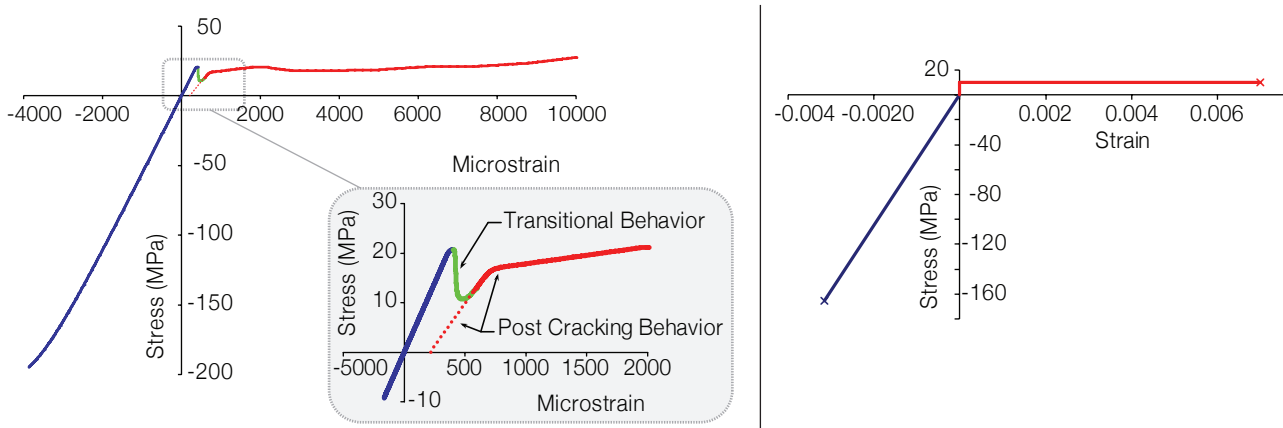 50
-4000 -2000 0 2000 4000 6000 8000 10000
-50
-100
-150
-200
Stress (MPa)
Microstrain
30
20
10
-10
Stress (MPa)
Transitional Behavior
Post Cracking Behavior
-5000 0 500 1000 1500 2000
Microstrain
20
-0.004 -0.0020 0.002 0.004 0.006
Strain
-40
-80
-120
-160
Stress (MPa)